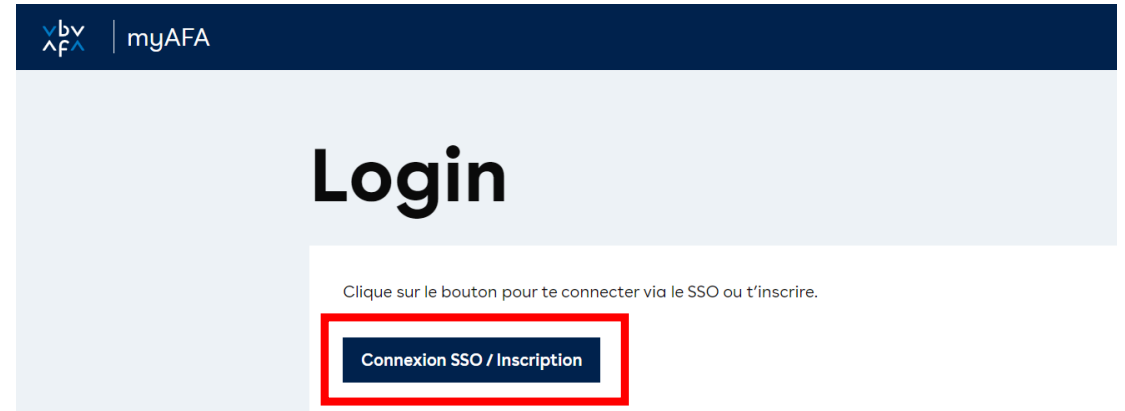 vbv
AFA
myAFA
Login
Clique sur le bouton pour te connecter via le SSO ou t'inscrire.
Connexion SSO / Inscription